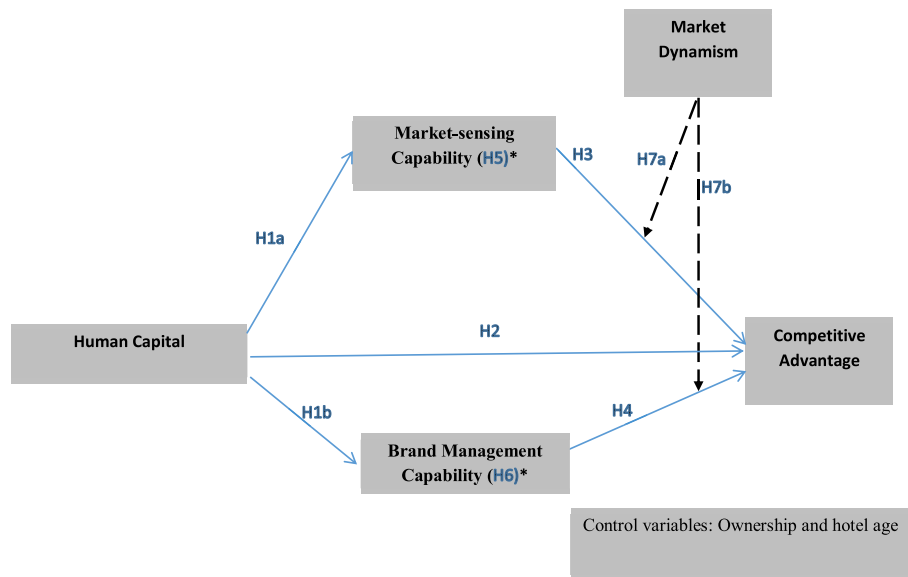 Market
Dynamism
Market-sensing
Capability (H5)*
H3
H7a
H7b
H1a
Human Capital
H2
Competitive
Advantage
H1b
H4
Brand Management
Capability (H6)*
Control variables: Ownership and hotel age